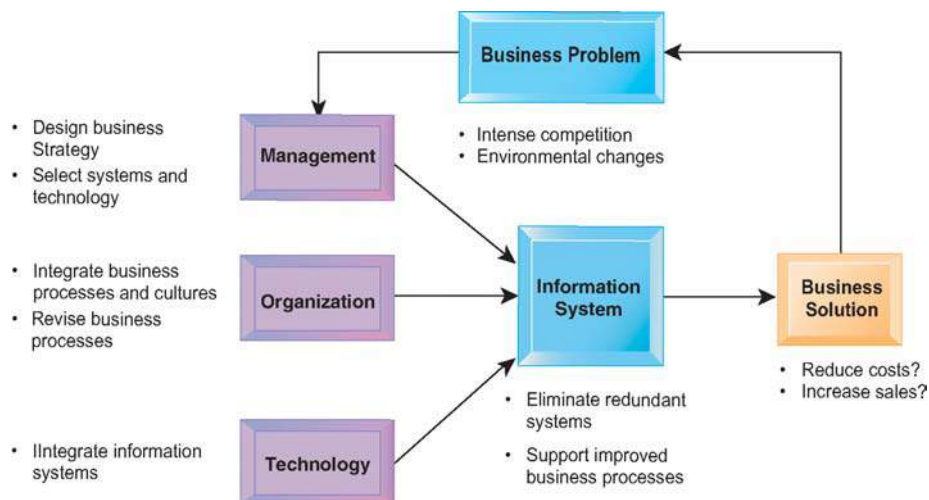 Business Problem
• Intense competition
• Environmental changes
• Design business
Strategy
• Select systems and
technology
Management
• Integrate business
processes and cultures
• Revise business
processes
Organization
• IIntegrate information
systems
Technology
Information
System
• Eliminate redundant
systems
• Support improved
business processes
Business
Solution
• Reduce costs?
• Increase sales?